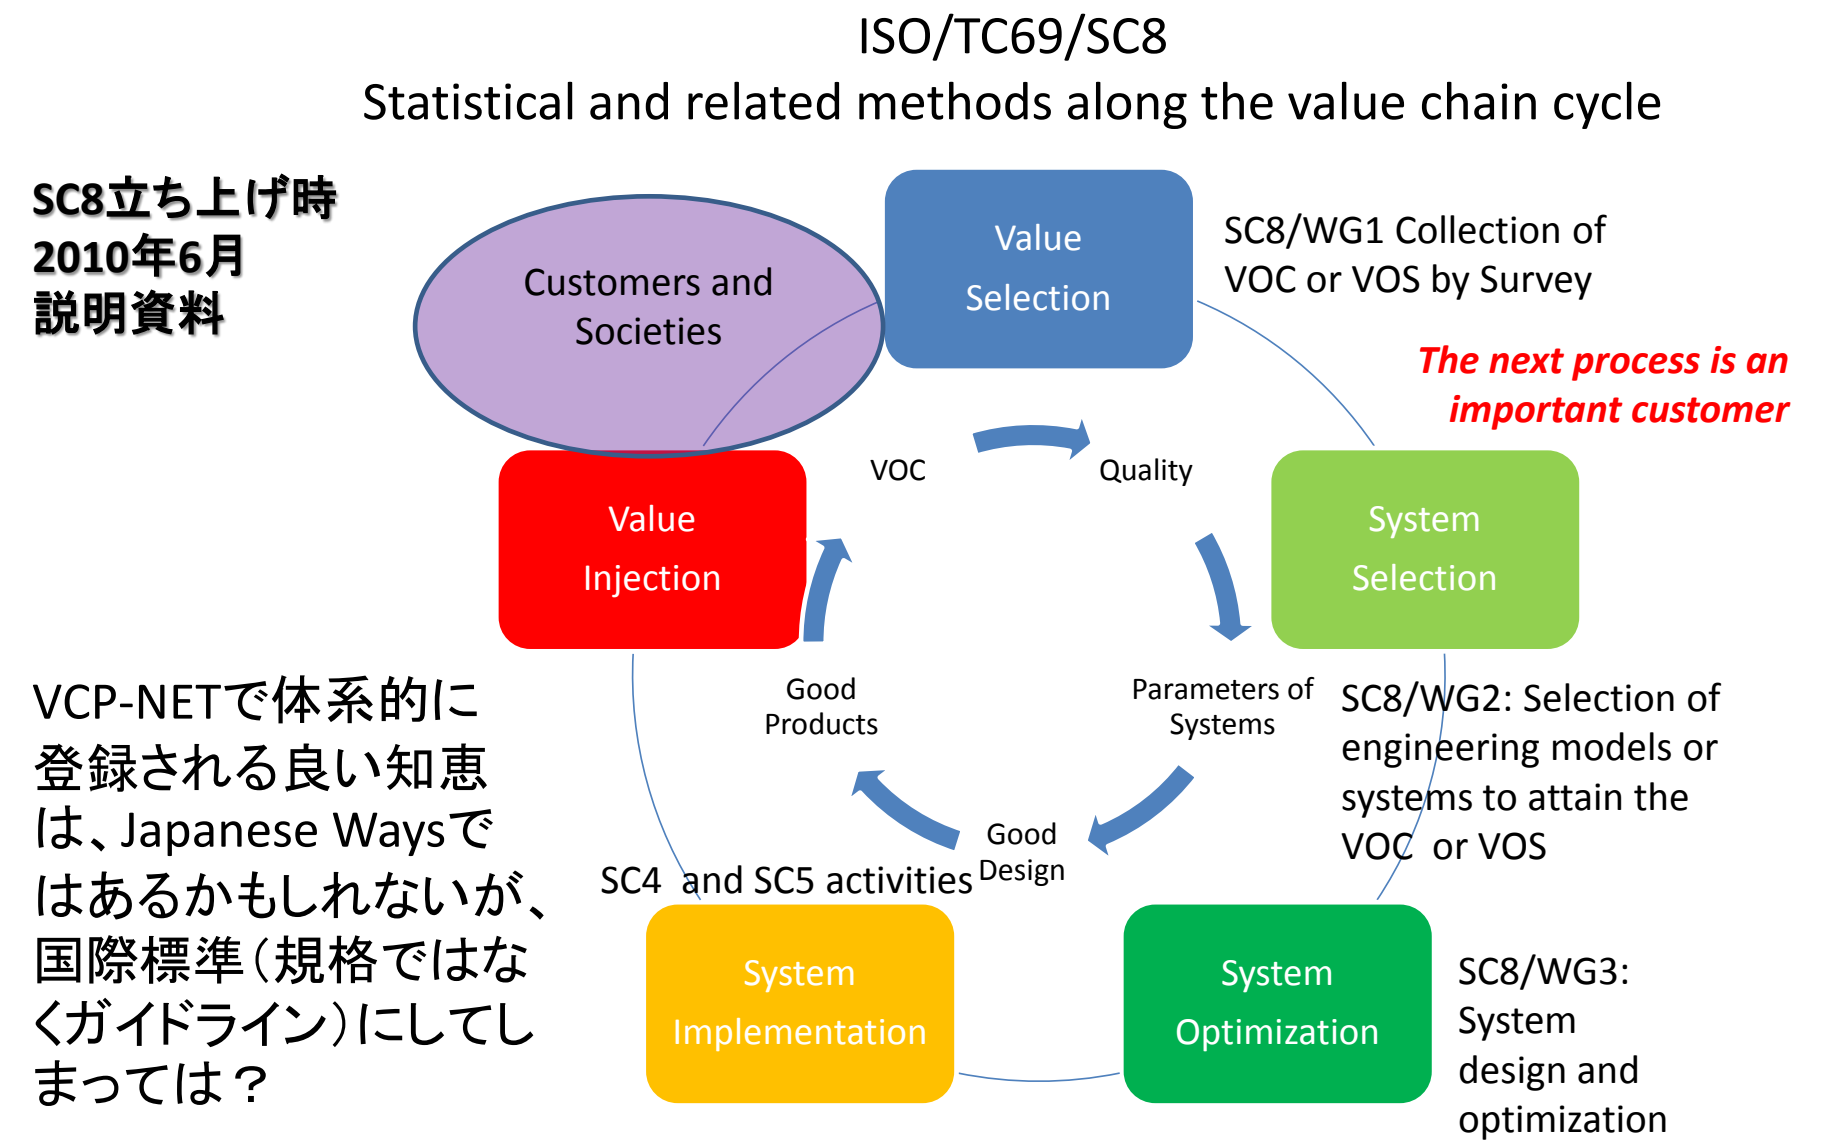 ISO/TC69/SC8
Statistical and related methods along the value chain cycle
SC8立ち上げ時
2010年6月
説明資料
Customers and
Societies
Value
Selection
SC8/WG1 Collection of
VOC or VOS by Survey
The next process is an
important customer
VOC
Quality
Value
Injection
System
Selection
Good
Products
Parameters of
Systems
SC8/WG2: Selection of
engineering models or
systems to attain the
VOC or VOS
VCP-NETで体系的に
登録される良い知恵
は、Japanese Waysで
はあるかもしれないが、
国際標準（規格ではな
くガイドライン）にしてし
まっては？
Good
Design
SC4 and SC5 activities
System
Implementation
System
Optimization
SC8/WG3:
System
design and
optimization